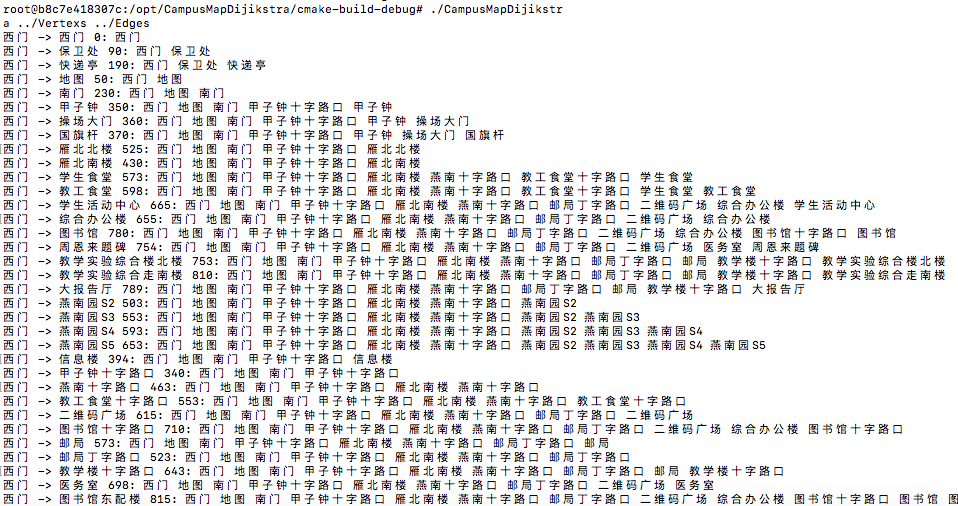 root@b8c7e418307c:/opt/CampusMapDijikstra/cmake-build-debug# ./CampusMapDijikstr
a ../Vertexs ../Edges
西门 -> 西门 0: 西门
西门 -> 保卫处 90: 西门 保卫处
西门 -> 快递亭 190: 西门 保卫处 快递亭
西门 -> 地图 50: 西门 地图
西门 -> 南门 230: 西门 地图 南门
西门 -> 甲子钟 350: 西门 地图 南门 甲子钟十字路口 甲子钟
西门 -> 操场大门 360: 西门 地图 南门 甲子钟十字路口 甲子钟 操场大门
西门 -> 国旗杆 370: 西门 地图 南门 甲子钟十字路口 甲子钟 操场大门 国旗杆
西门 -> 雁北北楼 525: 西门 地图 南门 甲子钟十字路口 雁北北楼
西门 -> 雁北南楼 430: 西门 地图 南门 甲子钟十字路口 雁北南楼
西门 -> 学生食堂 573: 西门 地图 南门 甲子钟十字路口 雁北南楼 燕南十字路口 教工食堂十字路口 学生食堂
西门 -> 教工食堂 598: 西门 地图 南门 甲子钟十字路口 雁北南楼 燕南十字路口 教工食堂十字路口 学生食堂 教工食堂
西门 -> 学生活动中心 665: 西门 地图 南门 甲子钟十字路口 雁北南楼 燕南十字路口 邮局丁字路口 二维码广场 综合办公楼 学生活动中心
西门 -> 综合办公楼 655: 西门 地图 南门 甲子钟十字路口 雁北南楼 燕南十字路口 邮局丁字路口 二维码广场 综合办公楼
西门 -> 图书馆 780: 西门 地图 南门 甲子钟十字路口 雁北南楼 燕南十字路口 邮局丁字路口 二维码广场 综合办公楼 图书馆十字路口 图书馆
西门 -> 周恩来题碑 754: 西门 地图 南门 甲子钟十字路口 雁北南楼 燕南十字路口 邮局丁字路口 二维码广场 医务室 周恩来题碑
西门 -> 教学实验综合楼北楼 753: 西门 地图 南门 甲子钟十字路口 雁北南楼 燕南十字路口 邮局丁字路口 邮局 教学楼十字路口 教学实验综合楼北楼
西门 -> 教学实验综合走南楼 810: 西门 地图 南门 甲子钟十字路口 雁北南楼 燕南十字路口 邮局丁字路口 邮局 教学楼十字路口 教学实验综合走南楼
西门 -> 大报告厅 789: 西门 地图 南门 甲子钟十字路口 雁北南楼 燕南十字路口 邮局丁字路口 邮局 教学楼十字路口 大报告厅
西门 -> 燕南园S2 503: 西门 地图 南门 甲子钟十字路口 雁北南楼 燕南十字路口 燕南园S2
西门 -> 燕南园S3 553: 西门 地图 南门 甲子钟十字路口 雁北南楼 燕南十字路口 燕南园S2 燕南园S3
西门 -> 燕南园S4 593: 西门 地图 南门 甲子钟十字路口 雁北南楼 燕南十字路口 燕南园S2 燕南园S3 燕南园S4
西门 -> 燕南园S5 653: 西门 地图 南门 甲子钟十字路口 雁北南楼 燕南十字路口 燕南园S2 燕南园S3 燕南园S4 燕南园S5
西门 -> 信息楼 394: 西门 地图 南门 甲子钟十字路口 信息楼
西门 -> 甲子钟十字路口 340: 西门 地图 南门 甲子钟十字路口
西门 -> 燕南十字路口 463: 西门 地图 南门 甲子钟十字路口 雁北南楼 燕南十字路口
西门 -> 教工食堂十字路口 553: 西门 地图 南门 甲子钟十字路口 雁北南楼 燕南十字路口 教工食堂十字路口
西门 -> 二维码广场 615: 西门 地图 南门 甲子钟十字路口 雁北南楼 燕南十字路口 邮局丁字路口 二维码广场
西门 -> 图书馆十字路口 710: 西门 地图 南门 甲子钟十字路口 雁北南楼 燕南十字路口 邮局丁字路口 二维码广场 综合办公楼 图书馆十字路口
西门 -> 邮局 573: 西门 地图 南门 甲子钟十字路口 雁北南楼 燕南十字路口 邮局丁字路口 邮局
西门 -> 邮局丁字路口 523: 西门 地图 南门 甲子钟十字路口 雁北南楼 燕南十字路口 邮局丁字路口
西门 -> 教学楼十字路口 643: 西门 地图 南门 甲子钟十字路口 雁北南楼 燕南十字路口 邮局丁字路口 邮局 教学楼十字路口
西门 -> 医务室 698: 西门 地图 南门 甲子钟十字路口 雁北南楼 燕南十字路口 邮局丁字路口 二维码广场 医务室
西门 -> 图书馆东配楼 815: 西门 地图 南门 甲子钟十字路口 雁北南楼 燕南十字路口 邮局丁字路口 二维码广场 综合办公楼 图书馆十字路口 图书馆 图